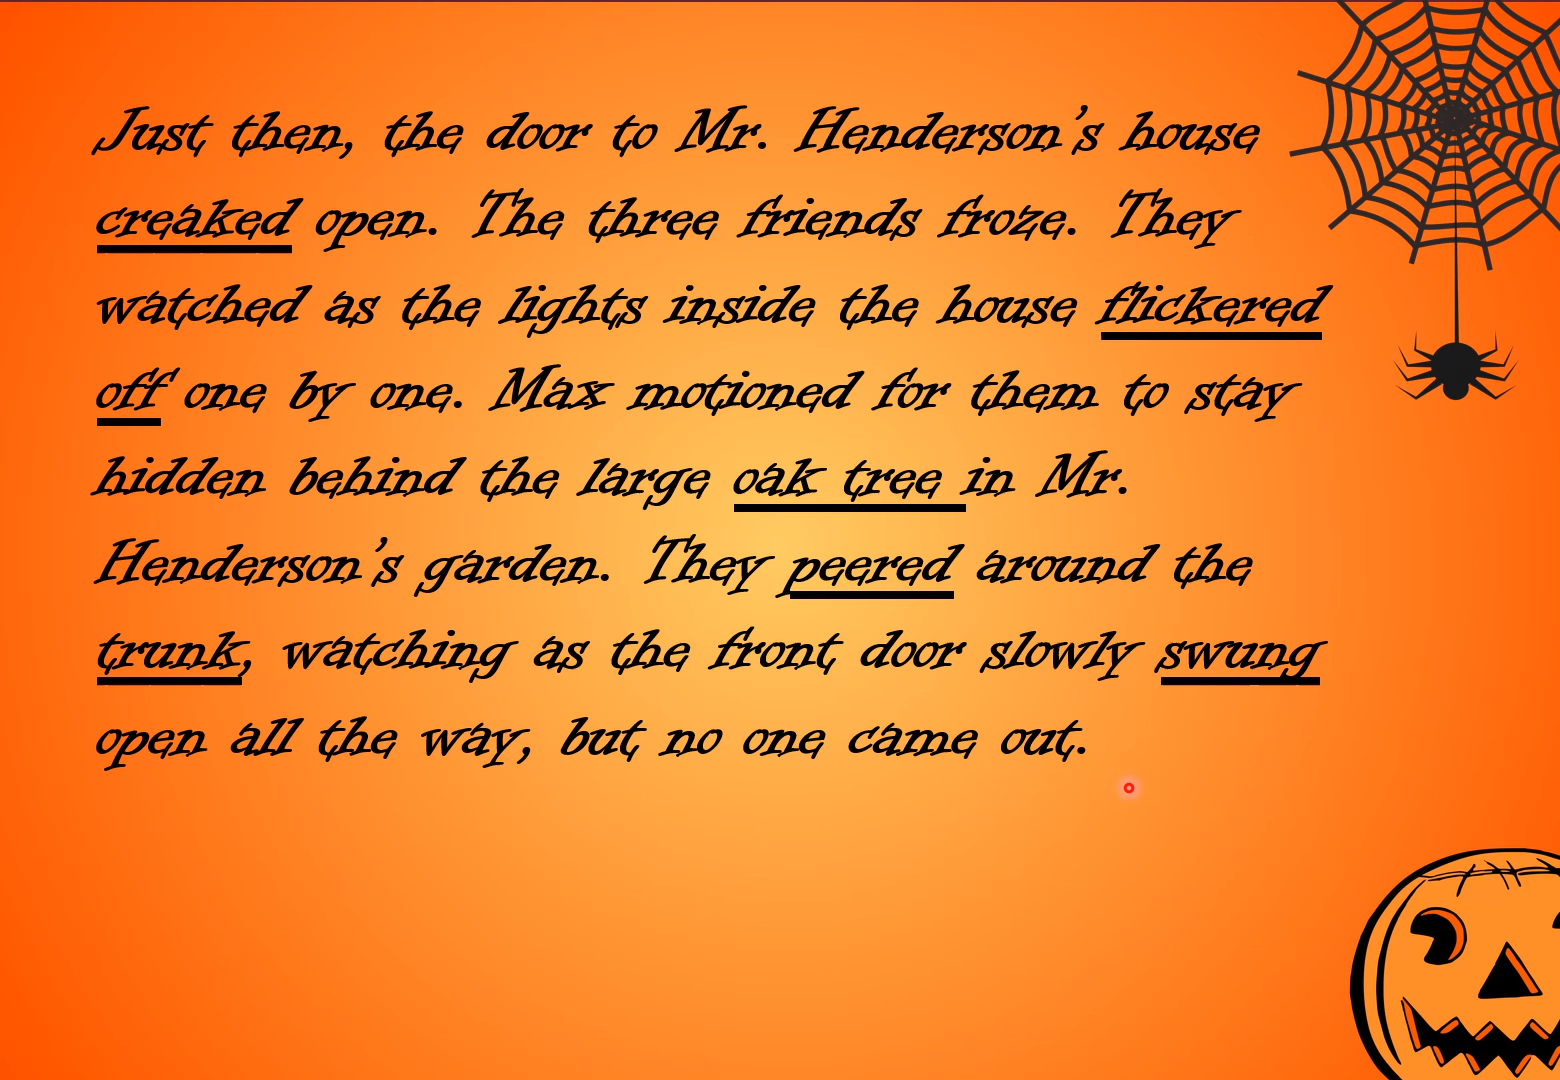 Just then, the door to Mr. Henderson’s house
creaked open. The three friends froze. They
watched as the lights inside the house flickered
off one by one. Max motioned for them to stay
hidden behind the large oak tree in Mr.
Henderson’s garden. They peered around the
trunk, watching as the front door slowly swung
open all the way, but no one came out.